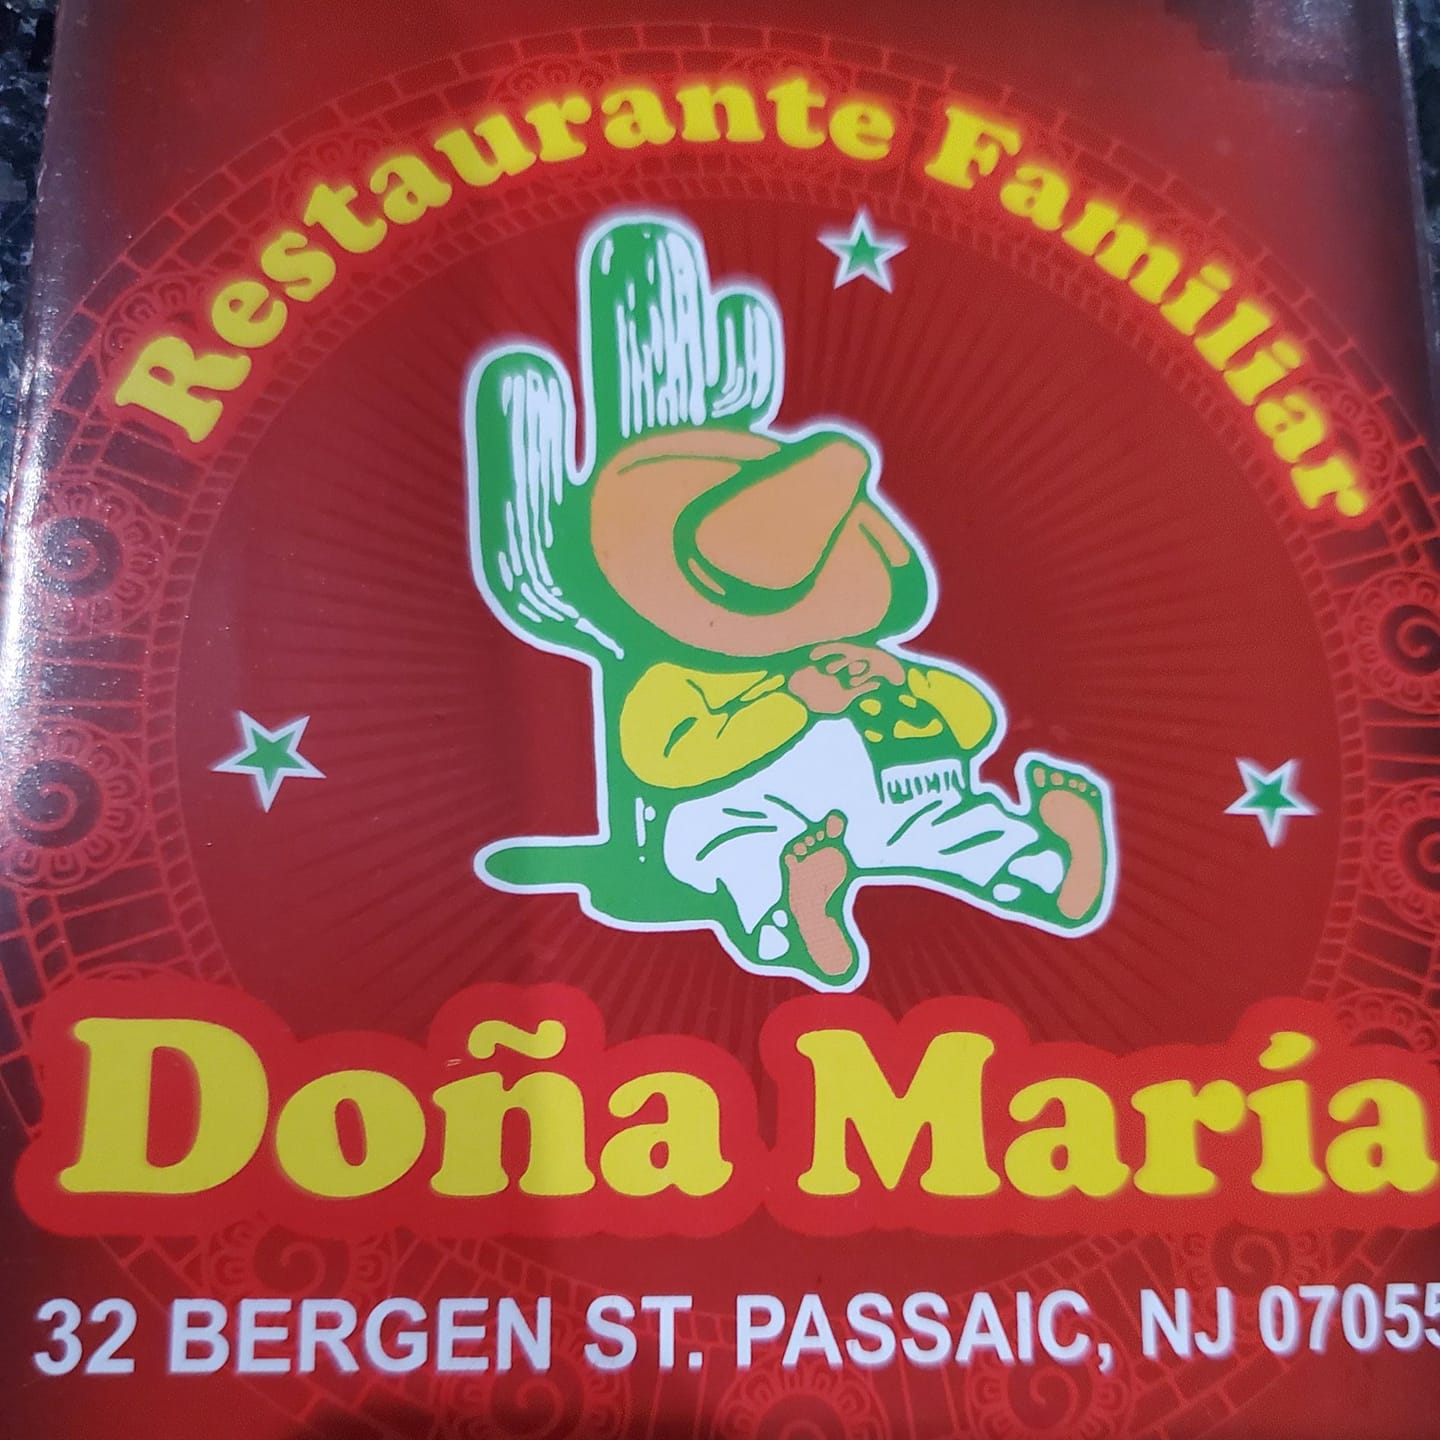 Restaurante Familiar
Doña María
32 BERGEN ST. PASSAIC, NJ 07055